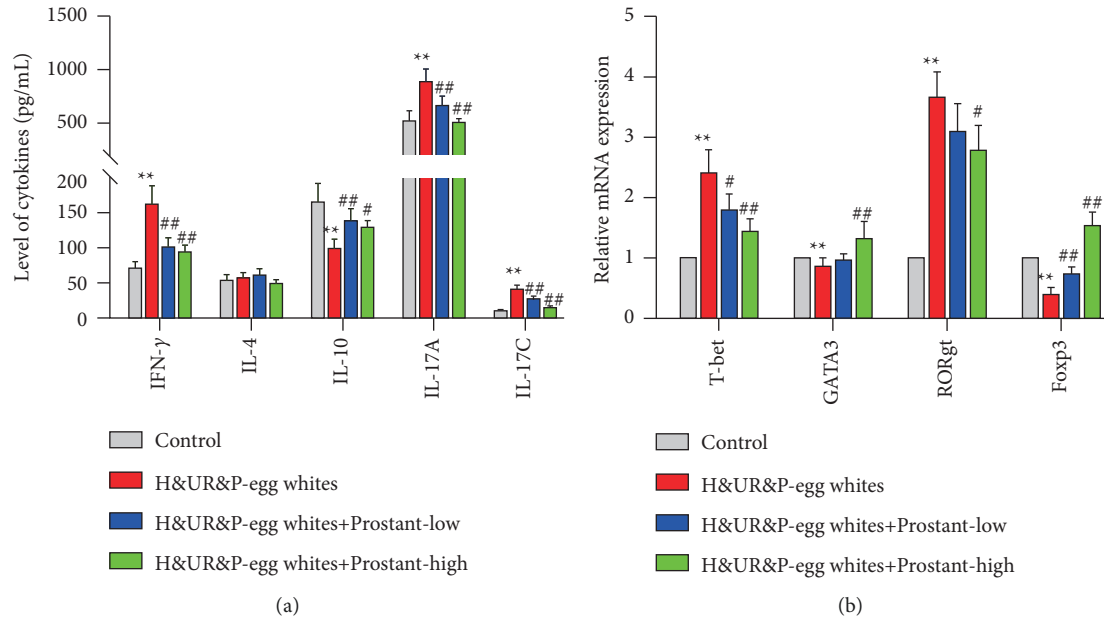 Level of cytokines (pg/mL)
1500
1000
500
200
150
100
50
0
**
##
##
**
##
#
**
##
##
**
##
##
IFN-γ
IL-4
IL-10
IL-17A
IL-17C
Control
H&UR&P-egg whites
H&UR&P-egg whites+Prostant-low
H&UR&P-egg whites+Prostant-high
(a)
Relative mRNA expression
5
4
3
2
1
0
**
#
##
**
##
**
#
**
##
##
T-bet
GATA3
RORgt
Foxp3
Control
H&UR&P-egg whites
H&UR&P-egg whites+Prostant-low
H&UR&P-egg whites+Prostant-high
(b)